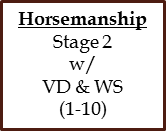 Horsemanship
Stage 2
w/
VD & WS
(1-10)